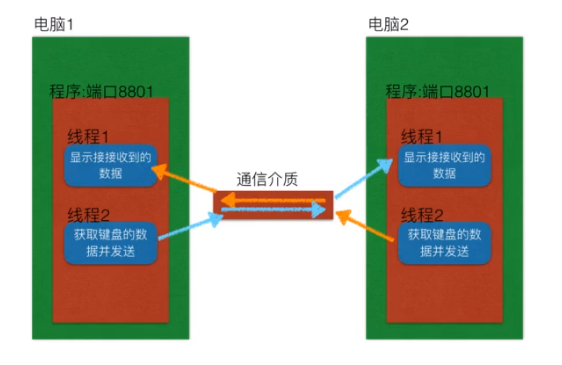 电脑1
电脑2
程序:端口8801
程序:端口8801
线程1
线程1
显示接接收到的
数据
显示接接收到的
数据
通信介质
线程2
线程2
获取键盘的数
据并发送
获取键盘的数
据并发送